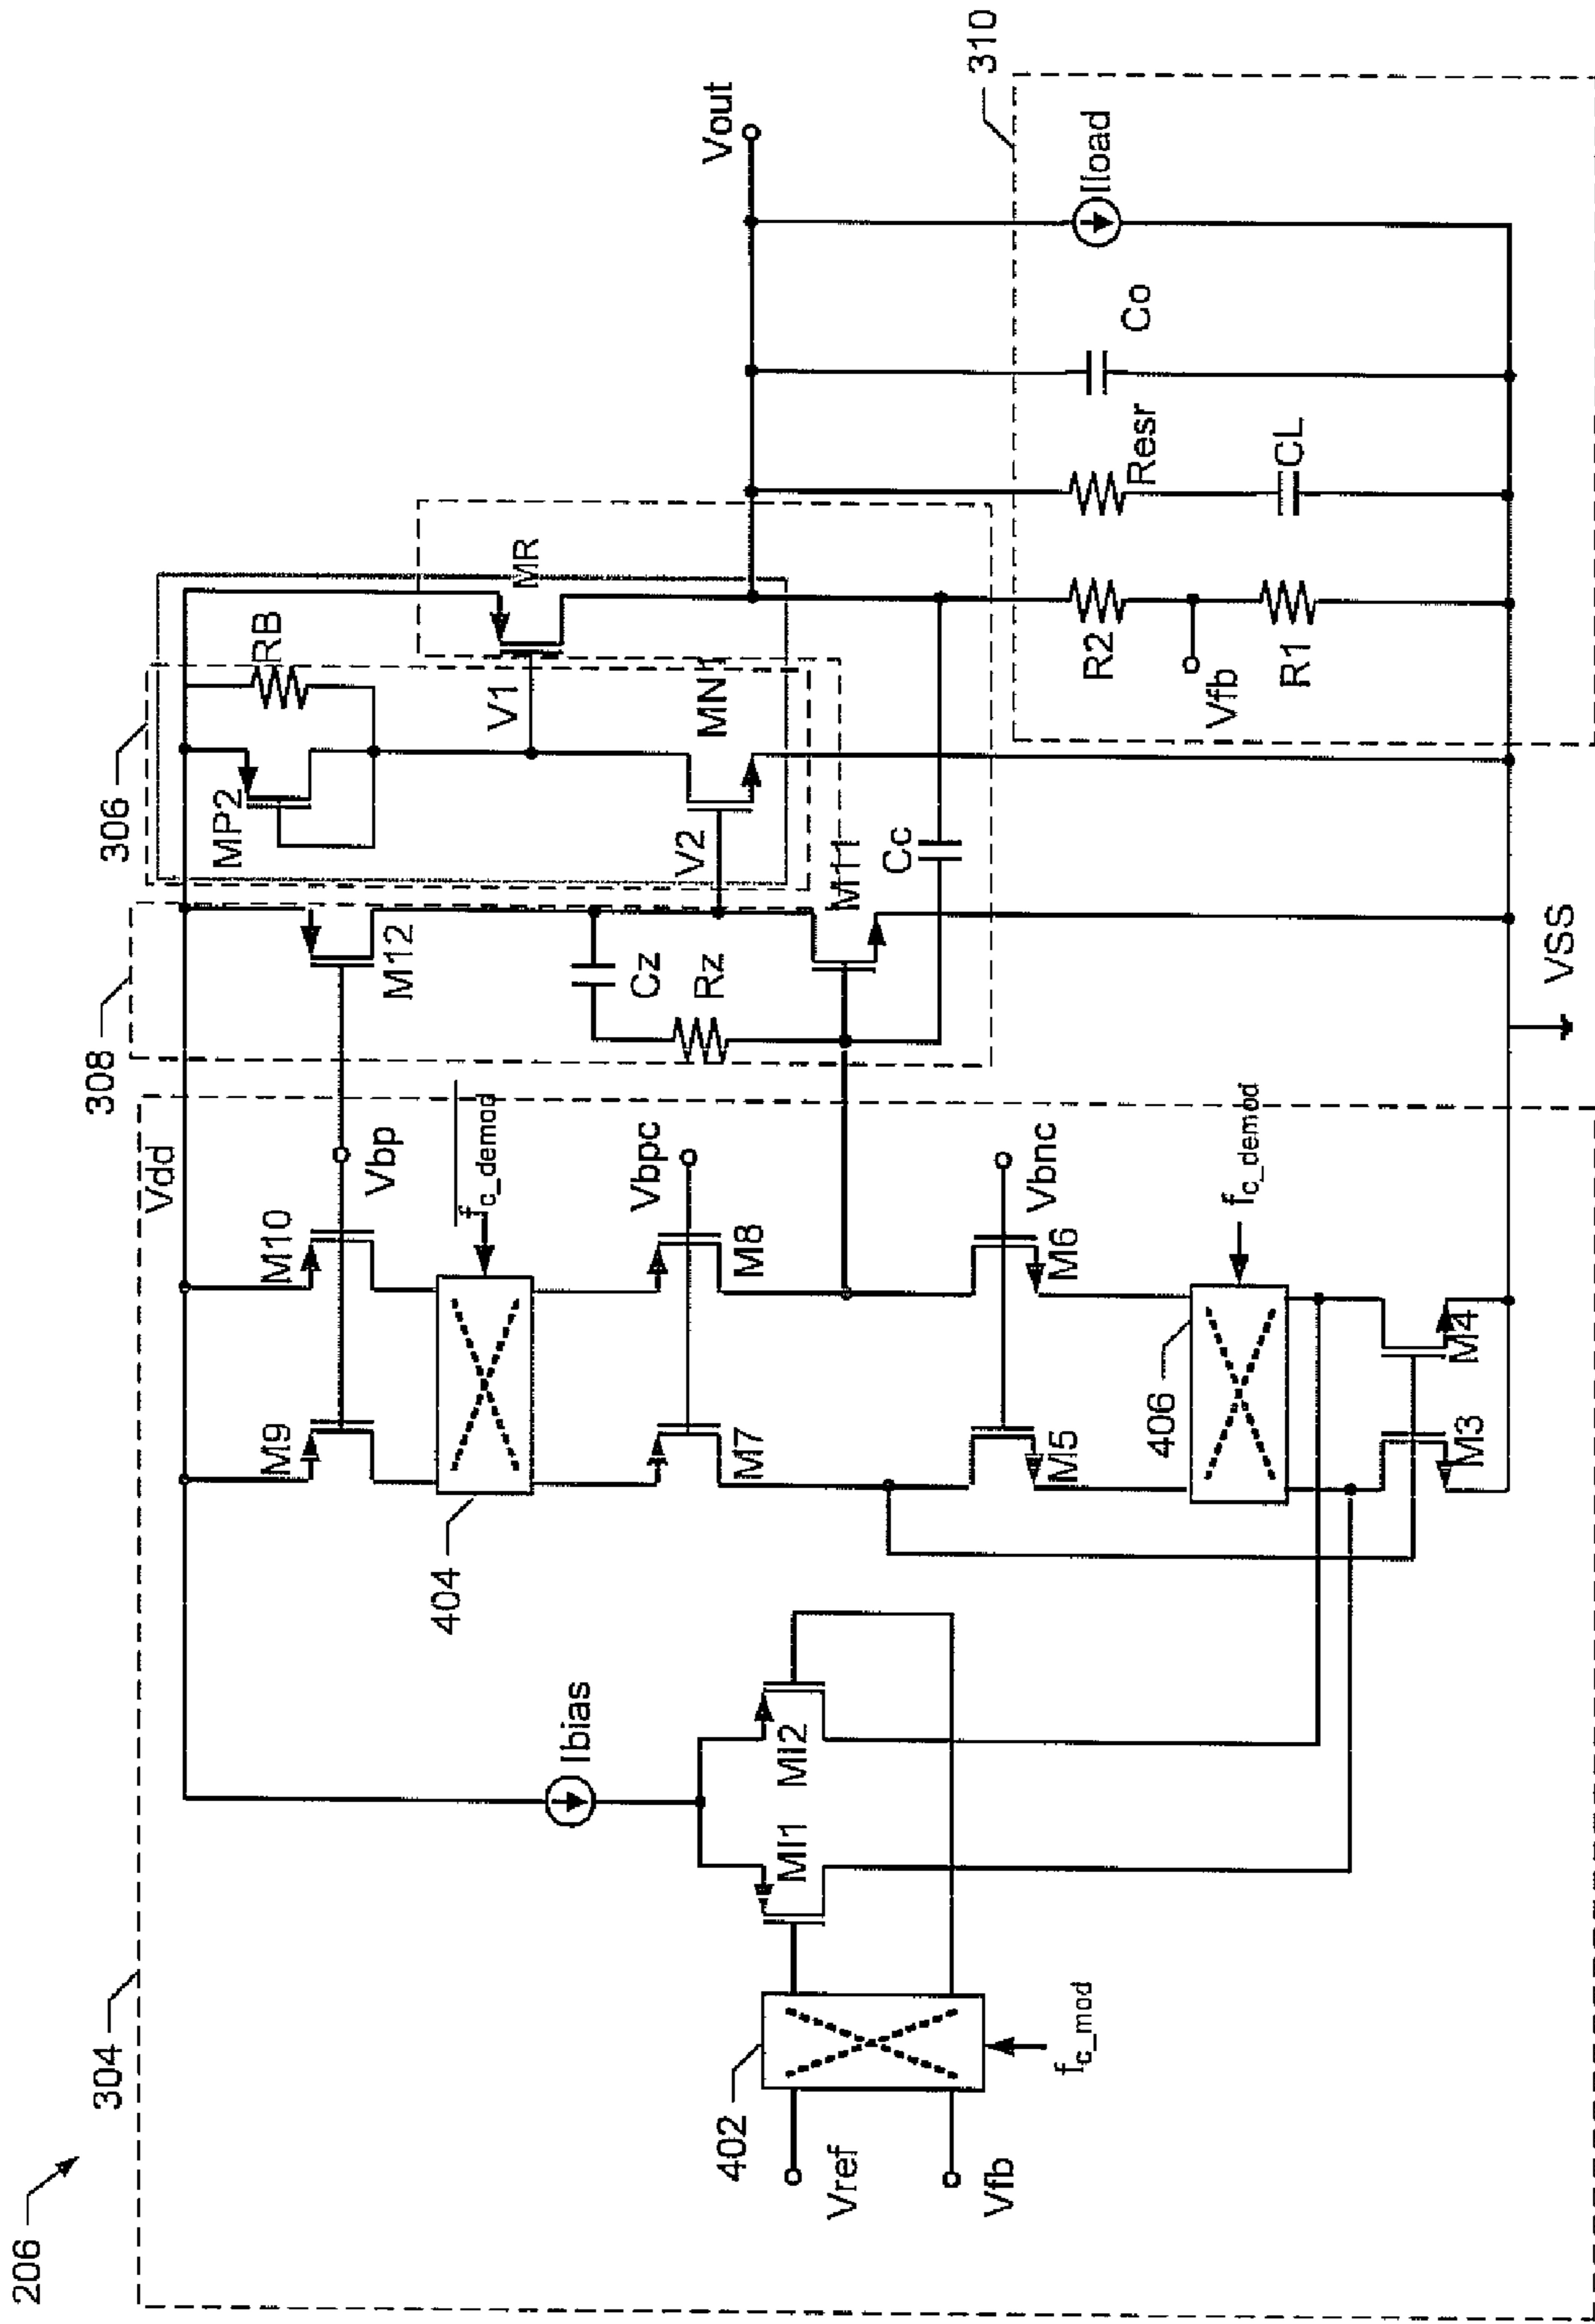 206
304
402
Vref
Vfb
fc_mod
MI1
MI2
Ibias
404
M9
M10
Vdd
Vbp
fc_demod
M7
M8
Vbpc
M5
M6
Vbnc
406
fc_demod
M3
M4
308
M12
Cz
Rz
M11
Cc
VSS
306
MP2
RB
V1
V2
MN1
MR
Vout
310
R2
Vfb
R1
Resr
CL
Co
Iload